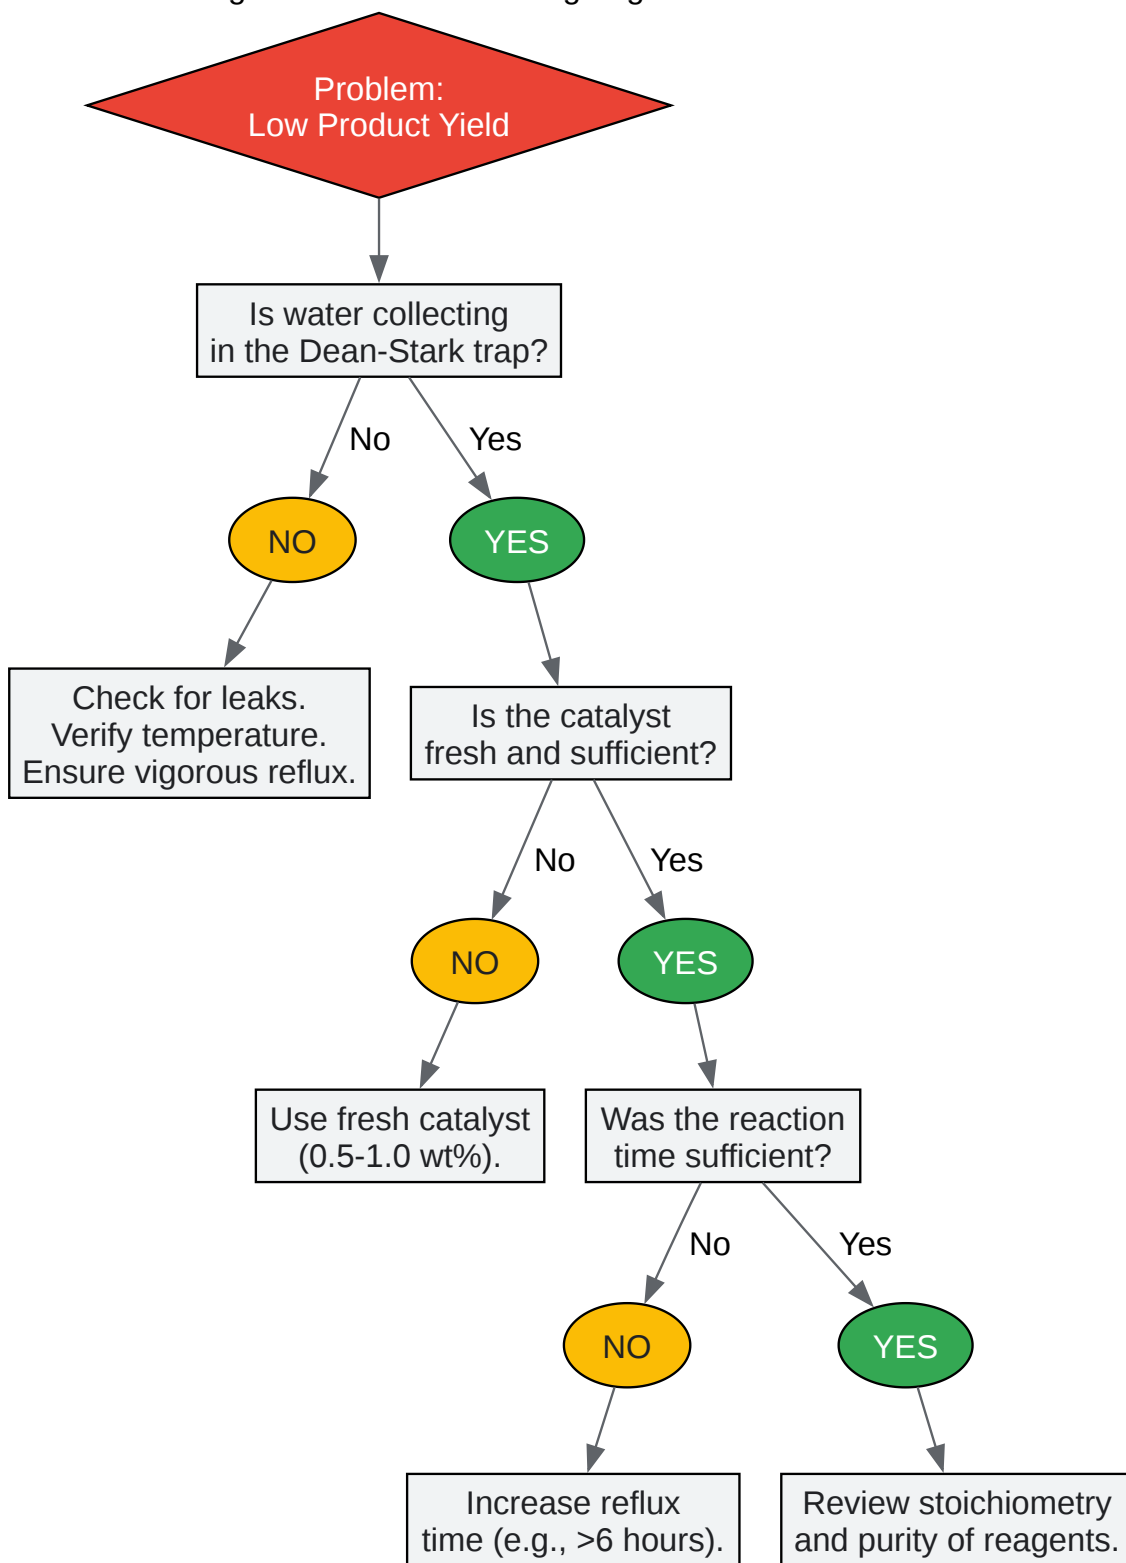 Problem:
Low Product Yield
Is water collecting
in the Dean-Stark trap?
No
Yes
NO
YES
Check for leaks.
Verify temperature.
Ensure vigorous reflux.
Is the catalyst
fresh and sufficient?
No
Yes
NO
YES
Use fresh catalyst
(0.5-1.0 wt%).
Was the reaction
time sufficient?
No
Yes
NO
YES
Increase reflux
time (e.g., >6 hours).
Review stoichiometry
and purity of reagents.